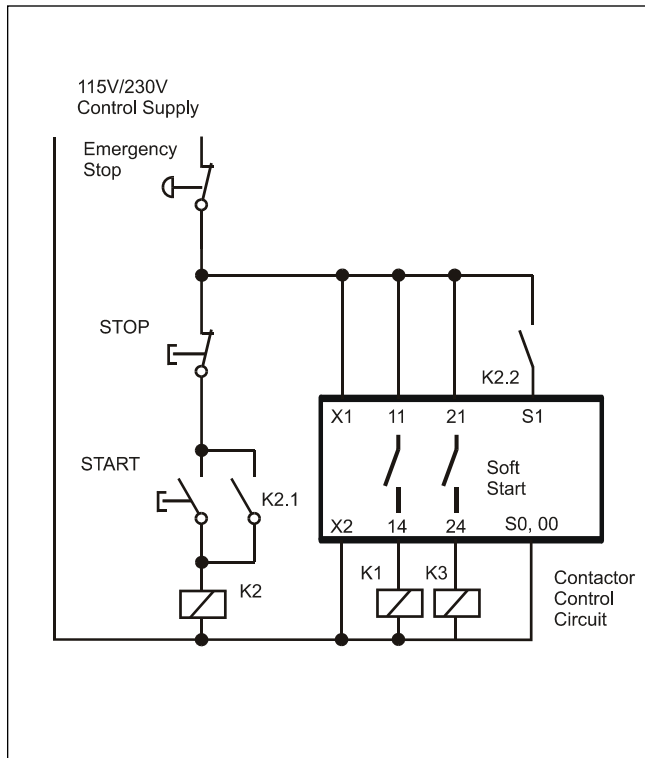 115V/230V
Control Supply
Emergency
Stop
STOP
K2.2
X1 11 21 S1
START
K2.1
Soft
Start
X2 14 24 S0, 00
K2
K1
K3
Contactor
Control
Circuit